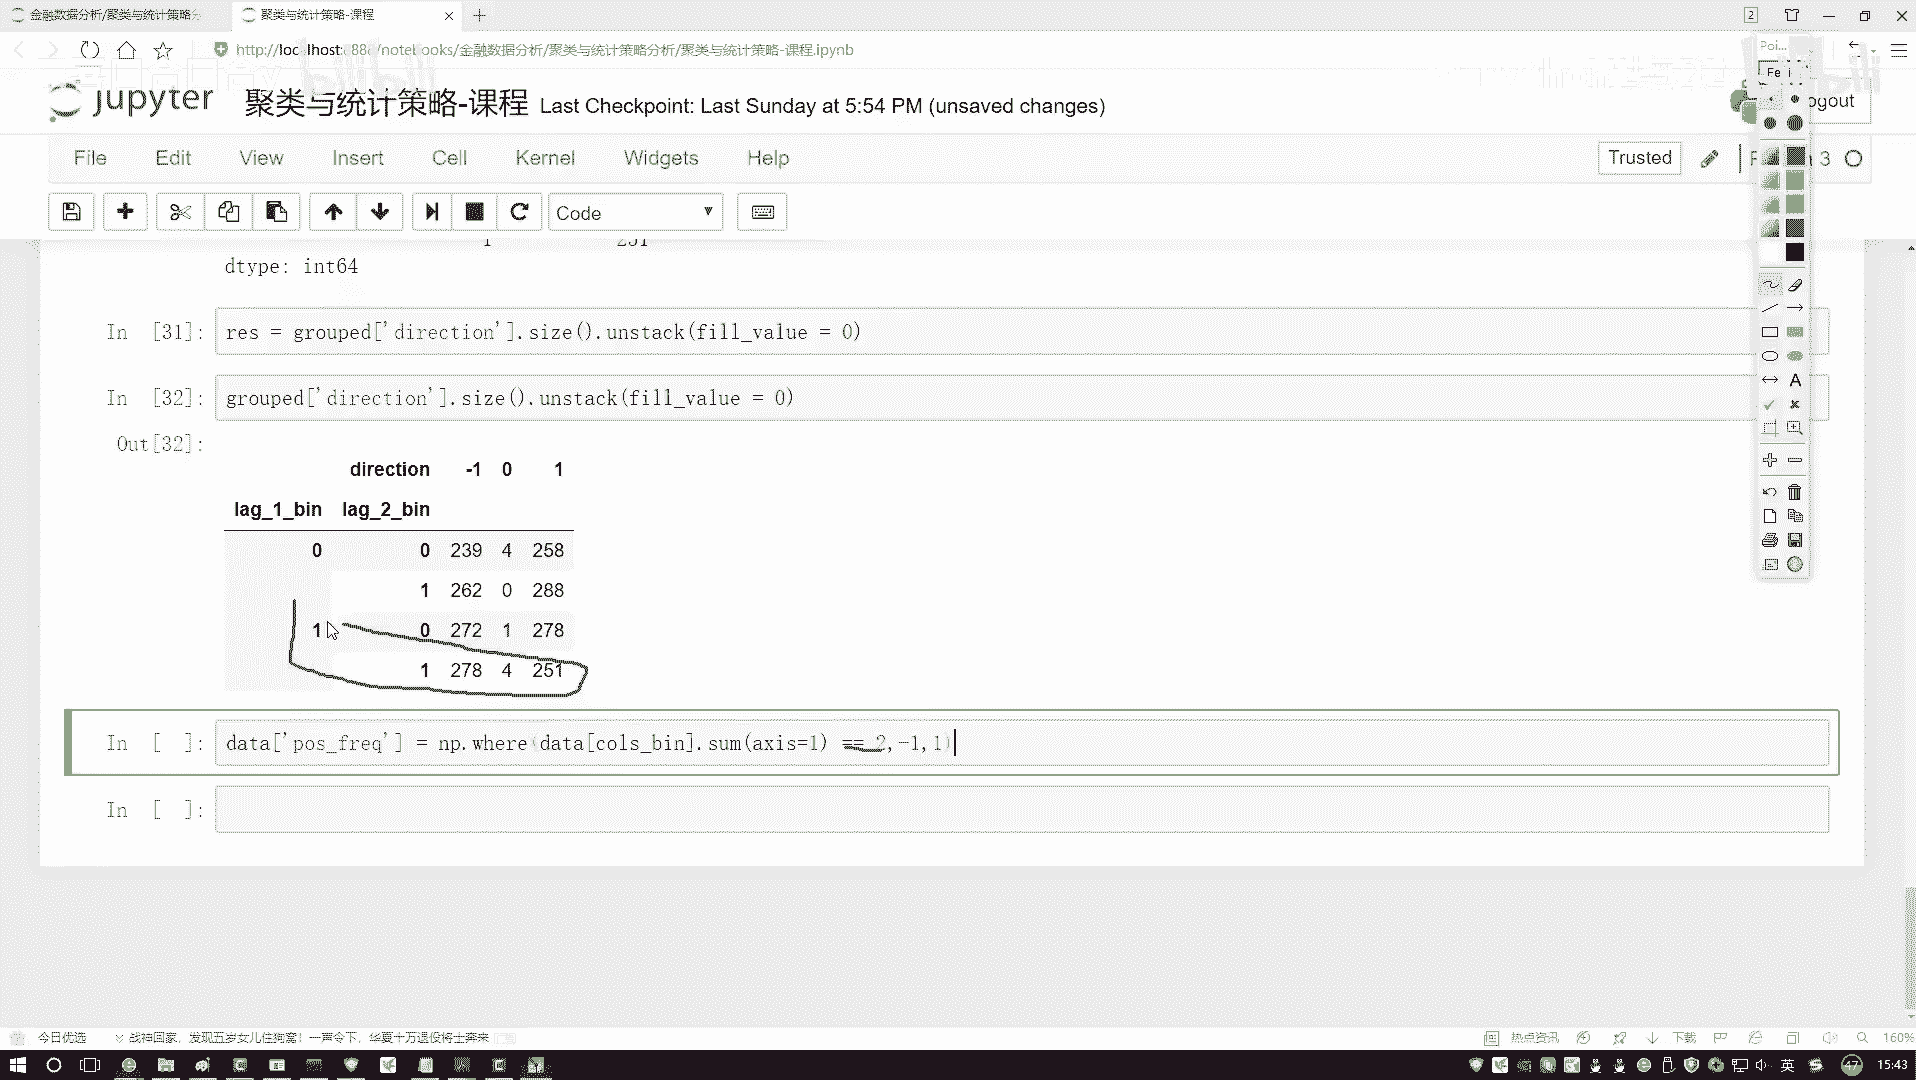 金融数据分析/聚类与统计策略分
聚类与统计策略-课程
2
http://localhost:888/notebooks/金融数据分析/聚类与统计策略分析/聚类与统计策略-课程.ipynb
jupyter 聚类与统计策略-课程 Last Checkpoint: Last Sunday at 5:54 PM (unsaved changes)
File Edit View Insert Cell Kernel Widgets Help
Trusted
3
Code
dtype: int64
In [31]: res = grouped['direction'].size().unstack(fill_value = 0)
In [32]: grouped['direction'].size().unstack(fill_value = 0)
Out[32]:
direction -1 0 1
lag_1_bin lag_2_bin
0 0 239 4 258
1 262 0 288
1 0 272 1 278
1 278 4 251
In [ ]: data['pos_freq'] = np.where(data[cols_bin].sum(axis=1) == 2,-1,1)
In [ ]:
今日优选 战神回家，发现五岁女儿住狗窝！一声令下，华夏十万退役将士奔来
热点资讯 下载 160%
英 47 15:43